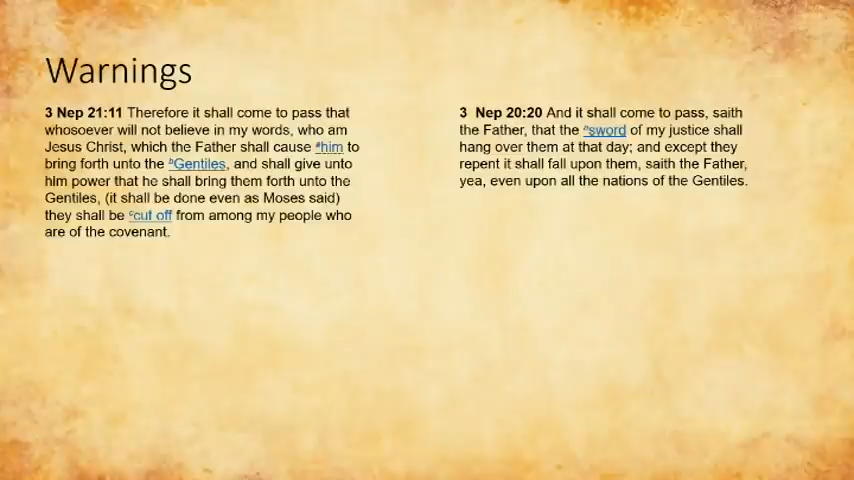 Warnings
3 Nep 21:11 Therefore it shall come to pass that
whosoever will not believe in my words, who am
Jesus Christ, which the Father shall cause ahim to
bring forth unto the bGentiles, and shall give unto
him power that he shall bring them forth unto the
Gentiles, (it shall be done even as Moses said)
they shall be ccut off from among my people who
are of the covenant.
3 Nep 20:20 And it shall come to pass, saith
the Father, that the asword of my justice shall
hang over them at that day; and except they
repent it shall fall upon them, saith the Father,
yea, even upon all the nations of the Gentiles.